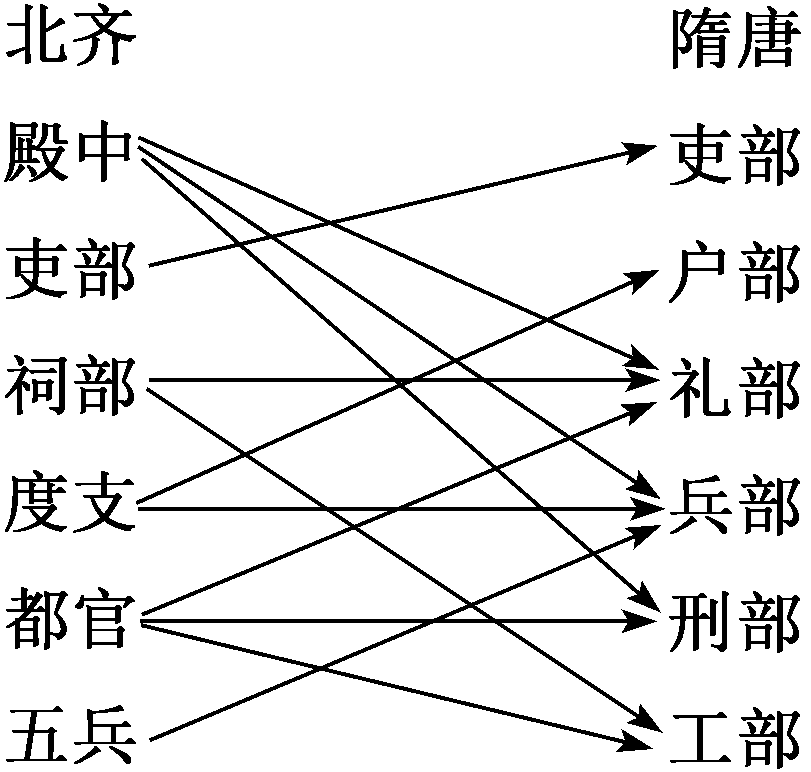 北齐 隋唐
殿中 吏部
吏部 户部
祠部 礼部
度支 兵部
都官 刑部
五兵 工部